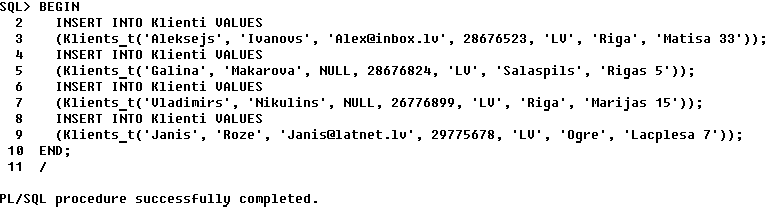 SQL> BEGIN
2 INSERT INTO Klienti VALUES
3 (Klients_t('Aleksejs', 'Ivanovs', 'Alex@inbox.lv', 28676523, 'LV', 'Riga', 'Matisa 33'));
4 INSERT INTO Klienti VALUES
5 (Klients_t('Galina', 'Makarova', NULL, 28676824, 'LV', 'Salaspils', 'Rigas 5'));
6 INSERT INTO Klienti VALUES
7 (Klients_t('Vladimirs', 'Nikulins', NULL, 26776899, 'LV', 'Riga', 'Marijas 15'));
8 INSERT INTO Klienti VALUES
9 (Klients_t('Janis', 'Roze', 'Janis@latnet.lv', 29775678, 'LV', 'Ogre', 'Lacplesa 7'));
10 END;
11 /
PL/SQL procedure successfully completed.